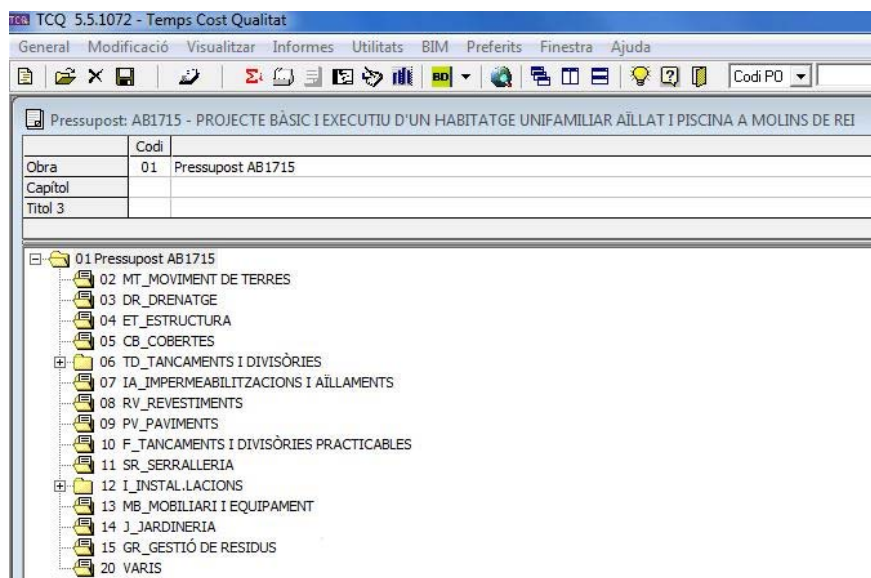 TCQ 5.5.1072 - Temps Cost Qualitat
General Modificació Visualitzar Informes Utilitats BIM Preferits Finestra Ajuda
BD Codi PO
Pressupost: AB1715 - PROJECTE BÀSIC I EXECUTIU D'UN HABITATGE UNIFAMILIAR AÏLLAT I PISCINA A MOLINS DE REI
Codi
Obra 01 Pressupost AB1715
Capítol
Titol 3
01 Pressupost AB1715
02 MT_MOVIMENT DE TERRES
03 DR_DRENATGE
04 ET_ESTRUCTURA
05 CB_COBERTES
06 TD_TANCAMENTS I DIVISÒRIES
07 IA_IMPERMEABILITZACIONS I AÏLLAMENTS
08 RV_REVESTIMENTS
09 PV_PAVIMENTS
10 F_TANCAMENTS I DIVISÒRIES PRACTICABLES
11 SR_SERRALLERIA
12 I_INSTAL.LACIONS
13 MB_MOBILIARI I EQUIPAMENT
14 J_JARDINERIA
15 GR_GESTIÓ DE RESIDUS
20 VARIS